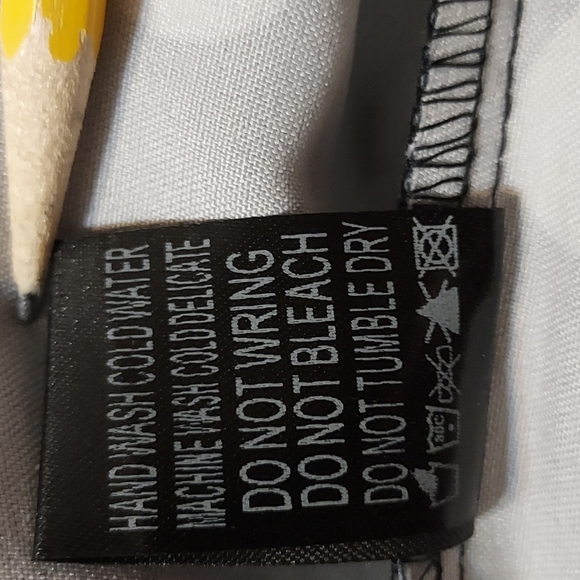 HAND WASH COLD WATER
MACHINE WASH COLD DELICATE
DO NOT WRING
DO NOT BLEACH
DO NOT TUMBLE DRY